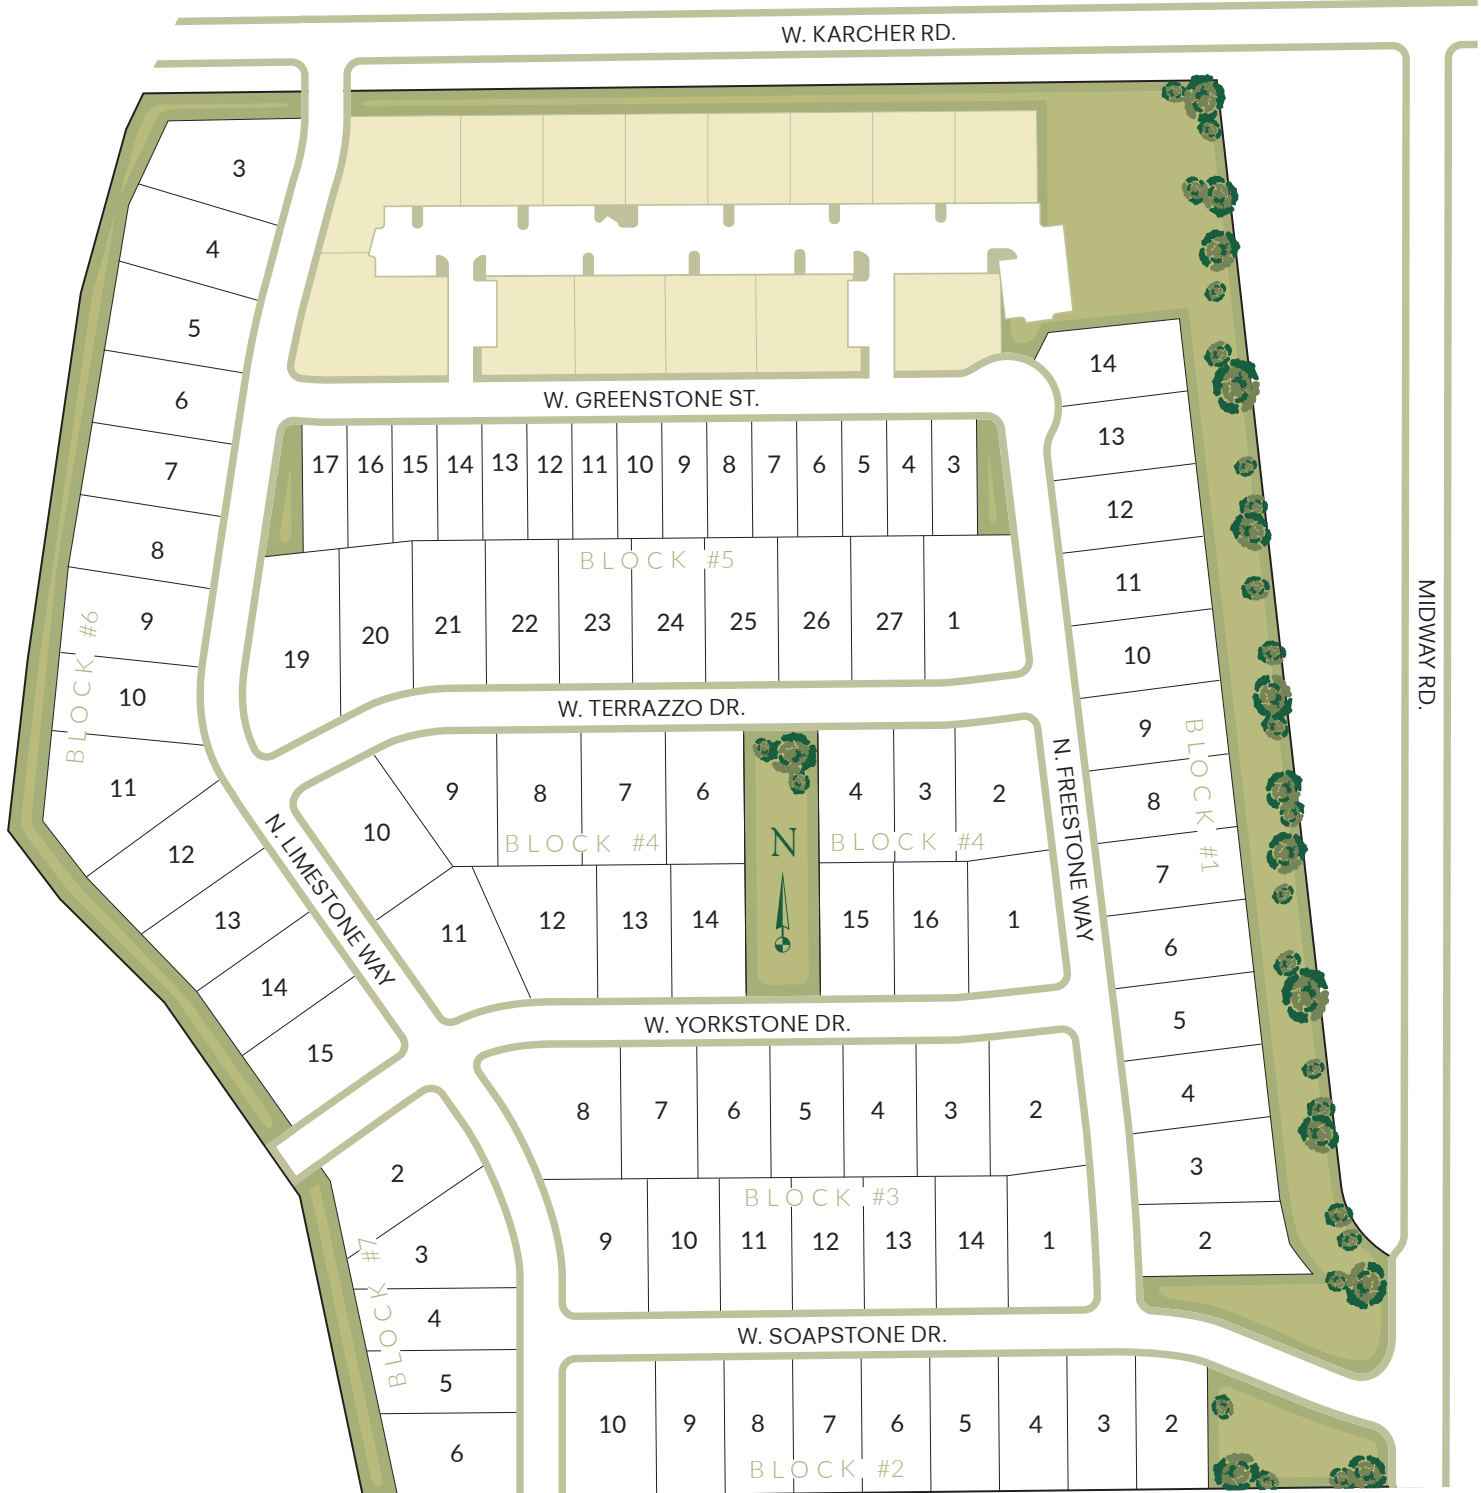 W. KARCHER RD.
3
4
5
6
7
8
9
10
11
12
13
14
15
BLOCK #6
W. GREENSTONE ST.
17 16 15 14 13 12 11 10 9 8 7 6 5 4 3
BLOCK #5
19 20 21 22 23 24 25 26 27 1
W. TERRAZZO DR.
9 8 7 6 4 3 2
10
BLOCK #4 BLOCK #4
N
11 12 13 14 15 16 1
N. LIMESTONE WAY
N. FREESTONE WAY
W. YORKSTONE DR.
8 7 6 5 4 3 2
BLOCK #3
9 10 11 12 13 14 1
W. SOAPSTONE DR.
10 9 8 7 6 5 4 3 2
BLOCK #2
2
3
4
5
6
BLOCK #7
14
13
12
11
10
9
8
7
6
5
4
3
2
BLOCK #1
MIDWAY RD.